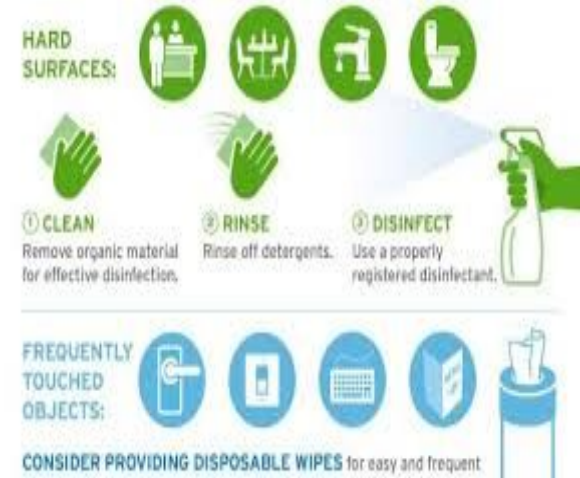 HARD
SURFACES:
① CLEAN
Remove organic material
for effective disinfection.
② RINSE
Rinse off detergents.
③ DISINFECT
Use a properly
registered disinfectant.
FREQUENTLY
TOUCHED
OBJECTS:
CONSIDER PROVIDING DISPOSABLE WIPES for easy and frequent